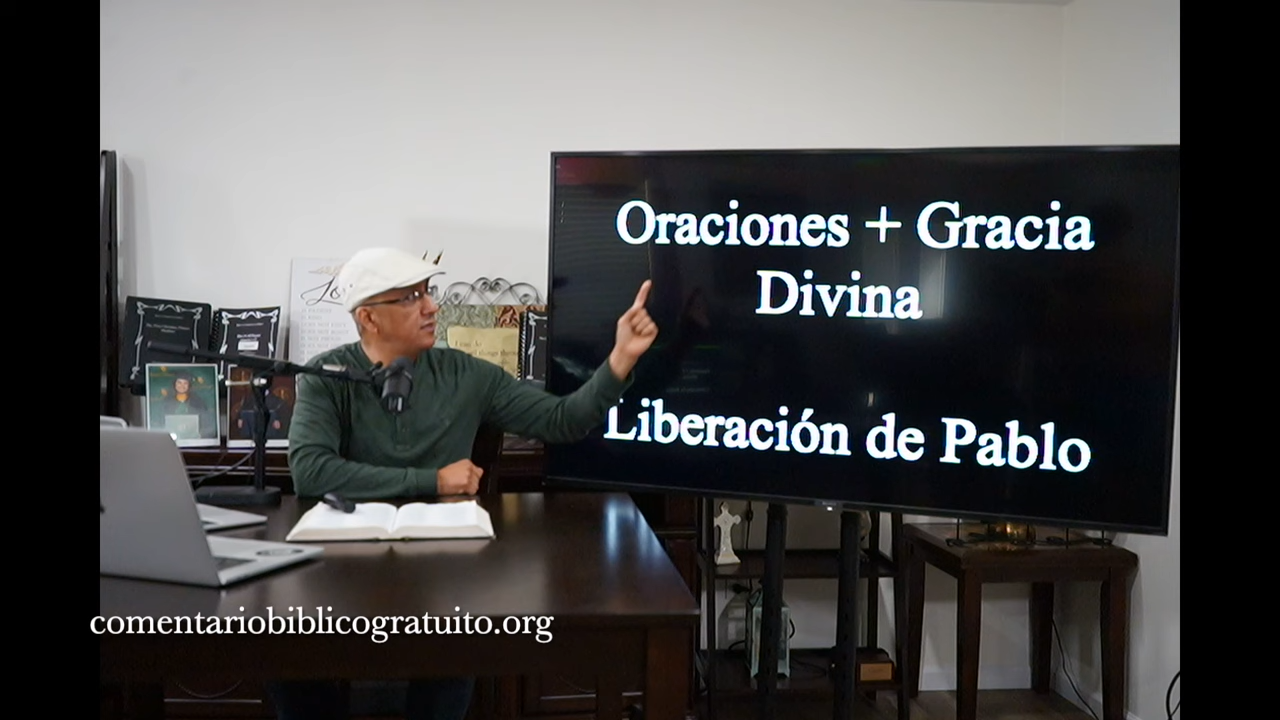 Oraciones + Gracia
Divina
Liberación de Pablo
comentariobiblicogratuito.org